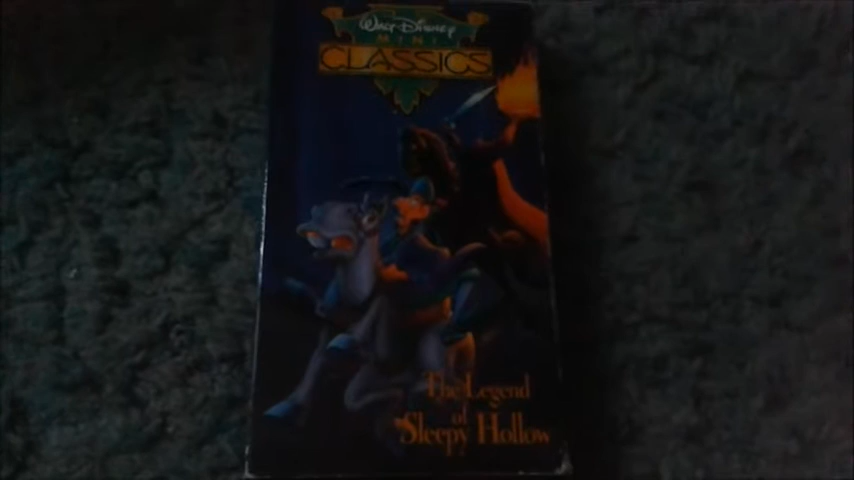 Walt Disney
MINI
CLASSICS
The Legend
of
Sleepy Hollow